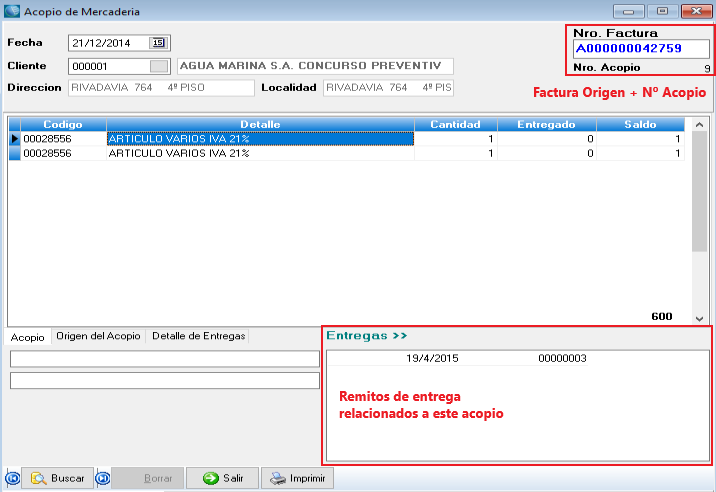 Acopio de Mercaderia
Nro. Factura
Fecha 21/12/2014 15 A000000042759
Cliente 000001 AGUA MARINA S.A. CONCURSO PREVENTIV Nro. Acopio 9
Direccion RIVADAVIA 764 4º PISO Localidad RIVADAVIA 764 4º PIS
Factura Origen + Nº Acopio
Codigo Detalle Cantidad Entregado Saldo
00028556 ARTICULO VARIOS IVA 21% 1 0 1
00028556 ARTICULO VARIOS IVA 21% 1 0 1
600
Acopio Origen del Acopio Detalle de Entregas
Entregas >>
19/4/2015 00000003
Remitos de entrega
relacionados a este acopio
Buscar Borrar Salir Imprimir